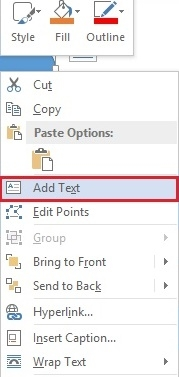 Style Fill Outline
Cut
Copy
Paste Options:
Add Text
Edit Points
Group
Bring to Front
Send to Back
Hyperlink...
Insert Caption...
Wrap Text